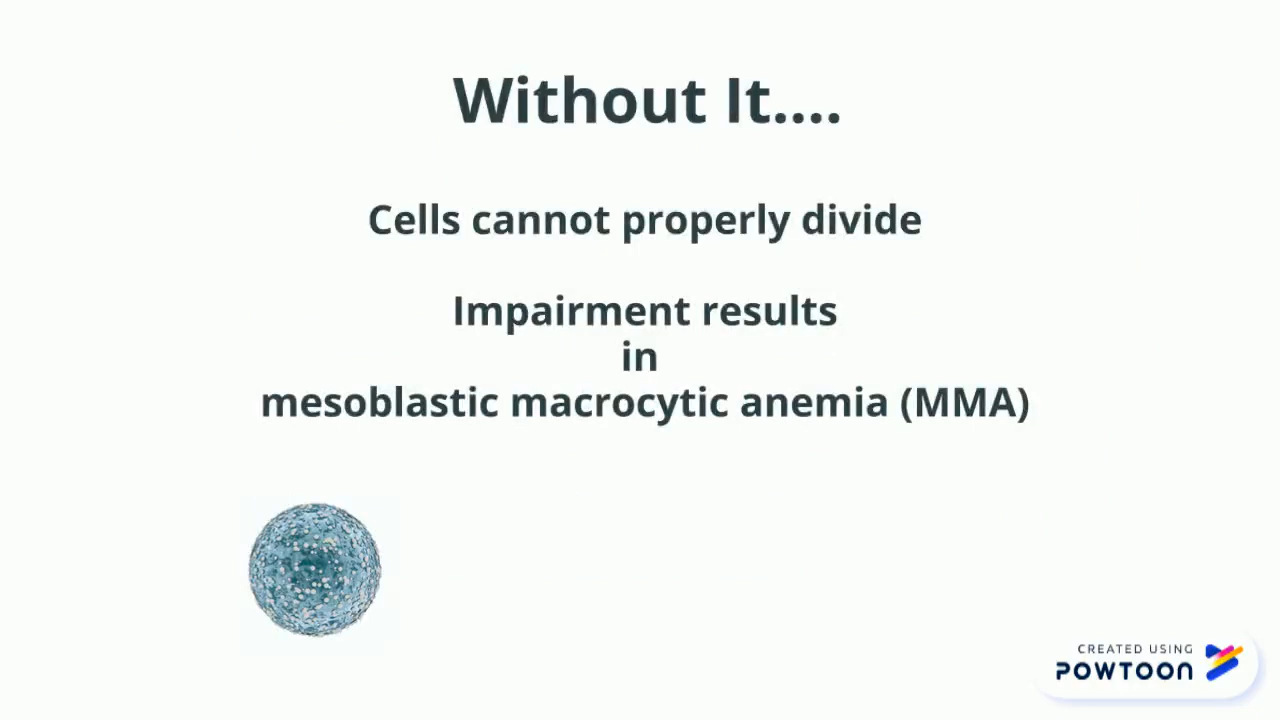 Without It....
Cells cannot properly divide
Impairment results
in
mesoblastic macrocytic anemia (MMA)
CREATED USING
POWTOON